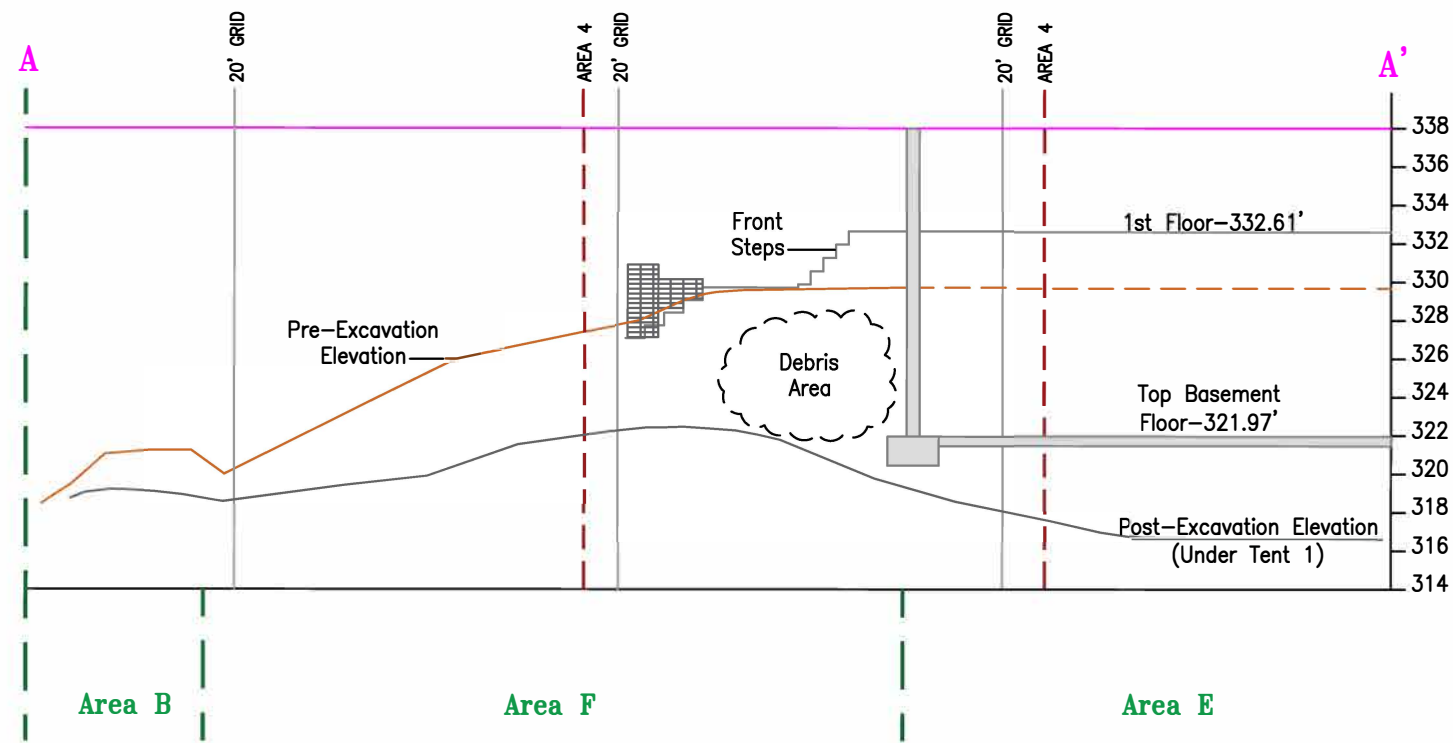 A
20' GRID
AREA 4
20' GRID
20' GRID
AREA 4
A'
338
336
334
1st Floor-332.61'
332
Front
Steps
330
328
Pre-Excavation
Elevation
326
Debris
Area
324
Top Basement
Floor-321.97'
322
320
318
Post-Excavation Elevation
(Under Tent 1)
316
314
Area B
Area F
Area E